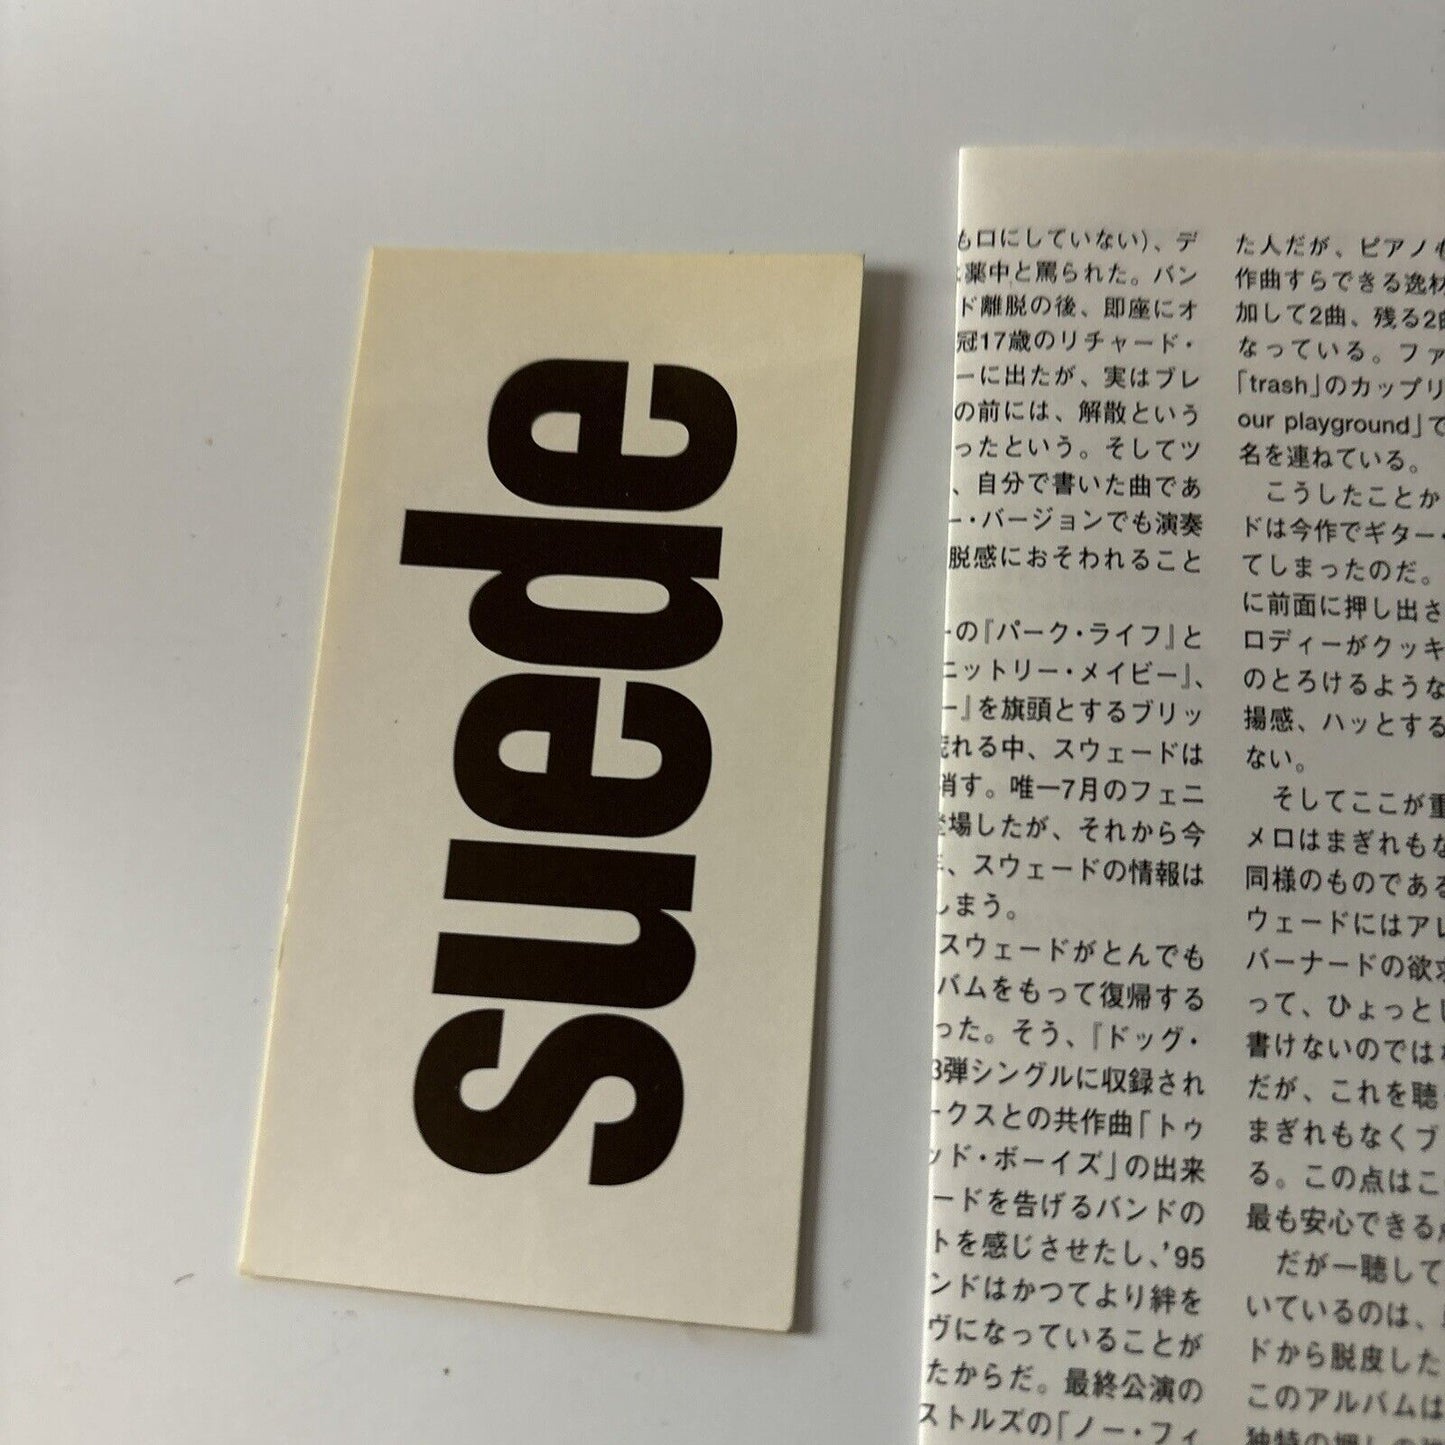 suede
も口にしていない)、デ
薬中と罵られた。バン
ド離脱の後、即座にオ
冠17歳のリチャード・
ーに出たが、実はブレ
の前には、解散という
ったという。そしてツ
、自分で書いた曲であ
ー・バージョンでも演奏
脱感におそわれること
ーの『パーク・ライフ』と
ニットリー・メイビー』、
ー』を旗頭とするブリッ
れる中、スウェードは
消す。唯一7月のフェニ
場したが、それから今
、スウェードの情報は
しまう。
スウェードがとんでも
バムをもって復帰する
った。そう、『ドッグ・
3弾シングルに収録され
ークスとの共作曲「トゥ
ッド・ボーイズ」の出来
ードを告げるバンドの
トを感じさせたし、'95
ンドはかつてより絆を
ヴになっていることが
たからだ。最終公演の
ストルズの「ノー・フィ
た人だが、ピアノも
作曲すらできる逸材
加して2曲、残る2曲
なっている。ファ
「trash」のカップリ
our playground」で
名を連ねている。
こうしたことか
ドは今作でギター・
てしまったのだ。
に前面に押し出さ
ロディーがクッキ
のとろけるような
揚感、ハッとする
ない。
そしてここが重
メロはまぎれもな
同様のものである
ウェードにはアレ
バーナードの欲求
って、ひょっとし
書けないのでは
だが、これを聴
まぎれもなくブ
る。この点はこ
最も安心できる
だが一聴して
いているのは、
ドから脱皮した
このアルバムは